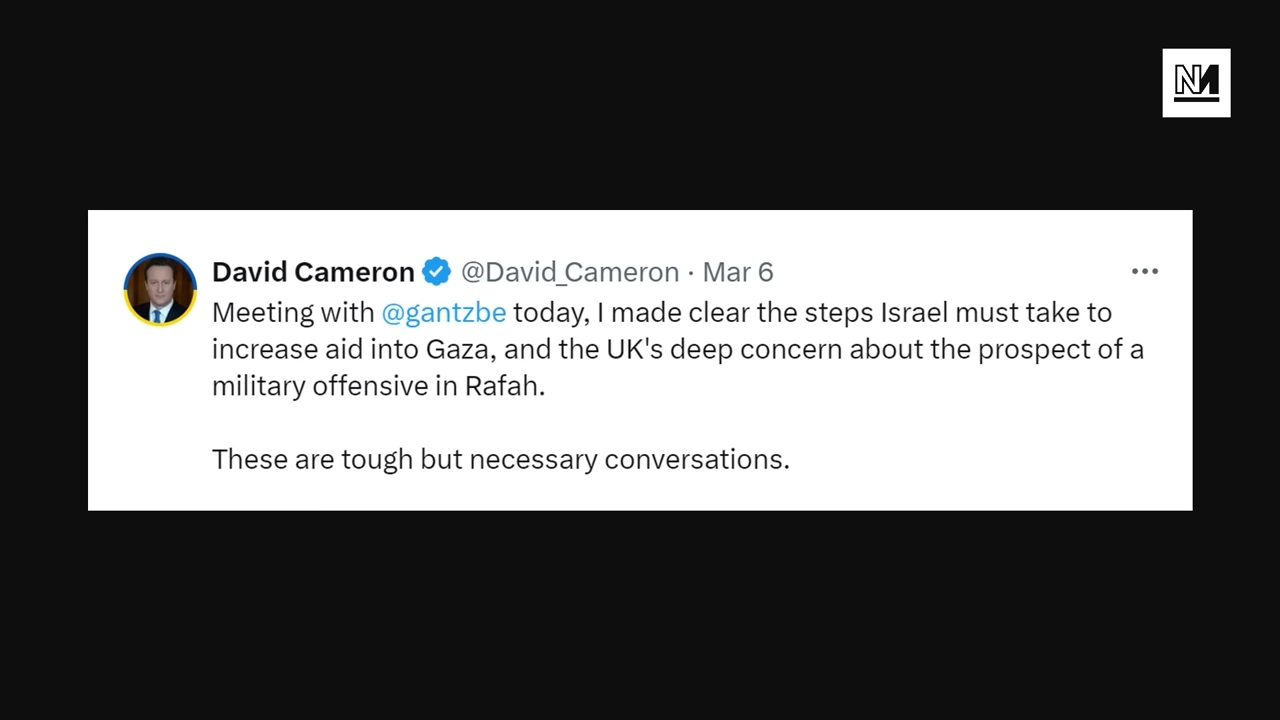 NM
David Cameron @David_Cameron · Mar 6
Meeting with @gantzbe today, I made clear the steps Israel must take to
increase aid into Gaza, and the UK's deep concern about the prospect of a
military offensive in Rafah.
These are tough but necessary conversations.